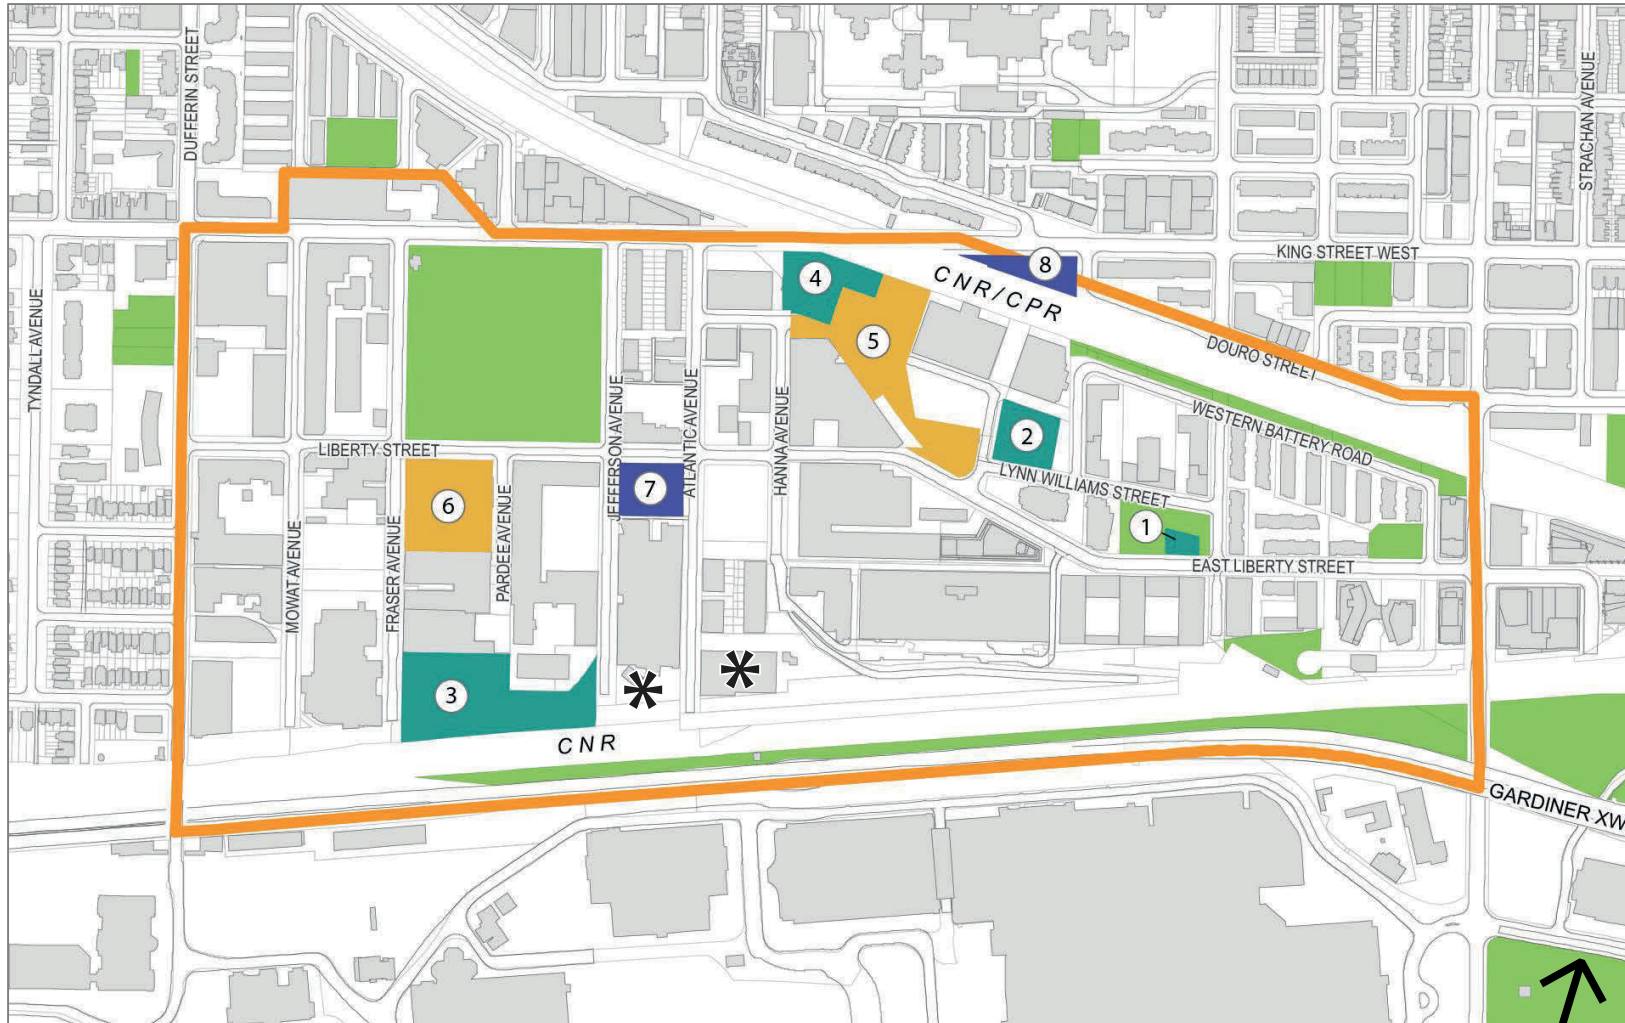 DUFFERIN STREET
STRACHAN AVENUE
KING STREET WEST
8
4
CNR/CPR
TYNDALL AVENUE
5
DOURO STREET
JEFFERSON AVENUE
ATLANTIC AVENUE
HANNA AVENUE
WESTERN BATTERY ROAD
2
LIBERTY STREET
LYNN WILLIAMS STREET
7
6
1
MOWAT AVENUE
FRASER AVENUE
PARDEE AVENUE
EAST LIBERTY STREET
* *
3
CNR
GARDINER XW